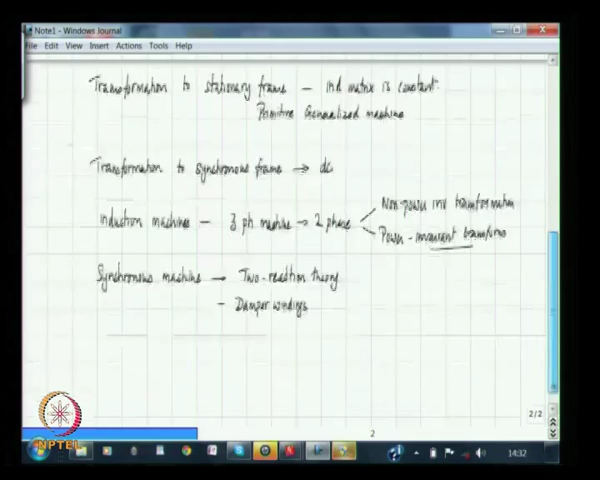 Note1 - Windows Journal
File Edit View Insert Actions Tools Help
Transformation to stationary frame - ind matrix is constant.
Primitive Generalized machine
Transformation to synchronous frame → dc
Induction machines - 3 ph machine → 2 phase
Non-power inv transformation
Power-invariant transforms
Synchronous machine → Two-reaction theory
- Damper windings
2/2
2
NPTEL
14:32